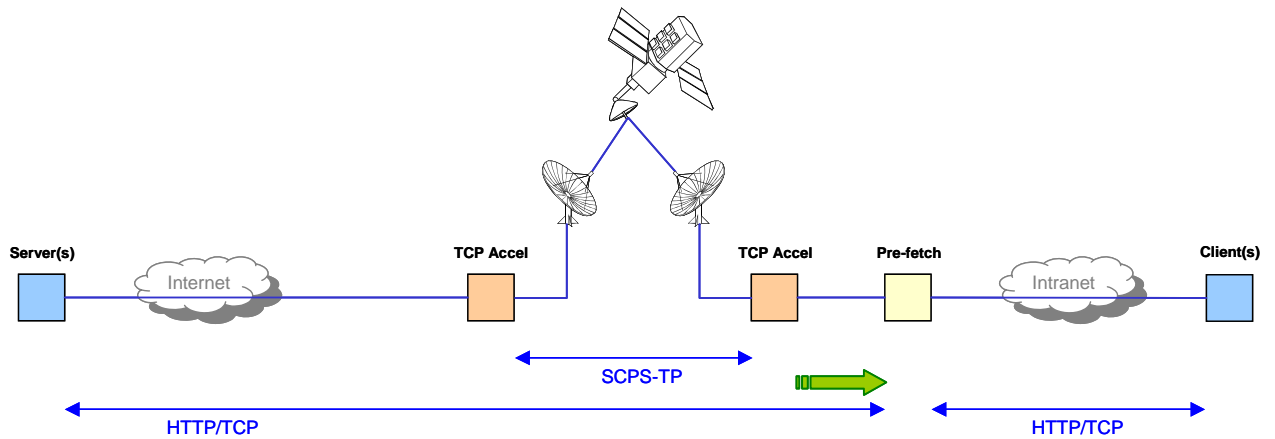 Server(s)
Internet
TCP Accel
TCP Accel
Pre-fetch
Intranet
Client(s)
SCPS-TP
HTTP/TCP
HTTP/TCP